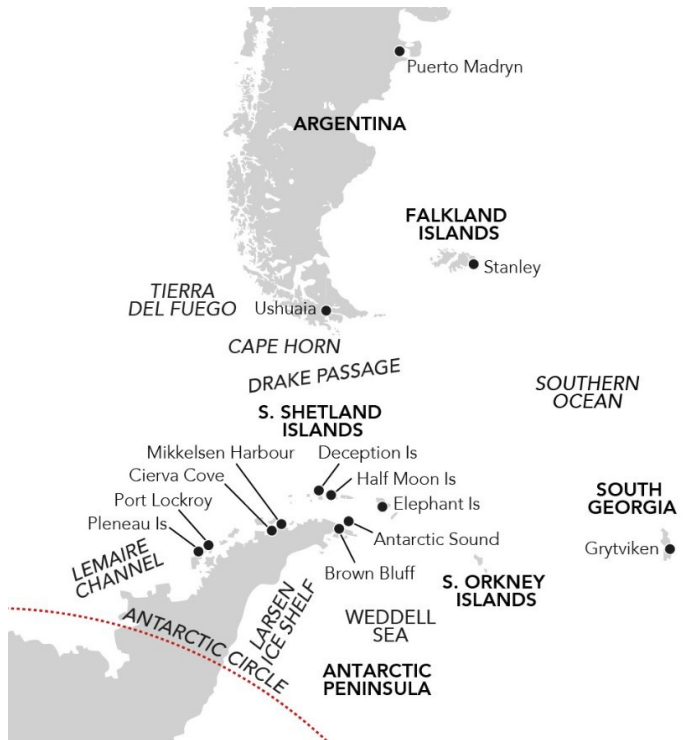 Puerto Madryn
ARGENTINA
FALKLAND
ISLANDS
Stanley
TIERRA
DEL FUEGO
Ushuaia
CAPE HORN
DRAKE PASSAGE
SOUTHERN
OCEAN
S. SHETLAND
ISLANDS
Mikkelsen Harbour
Deception Is
Cierva Cove
Half Moon Is
Port Lockroy
Elephant Is
SOUTH
GEORGIA
Pleneau Is
Antarctic Sound
Grytviken
LEMAIRE
CHANNEL
Brown Bluff
S. ORKNEY
ISLANDS
LARSEN
ICE SHELF
WEDDELL
SEA
ANTARCTIC CIRCLE
ANTARCTIC
PENINSULA